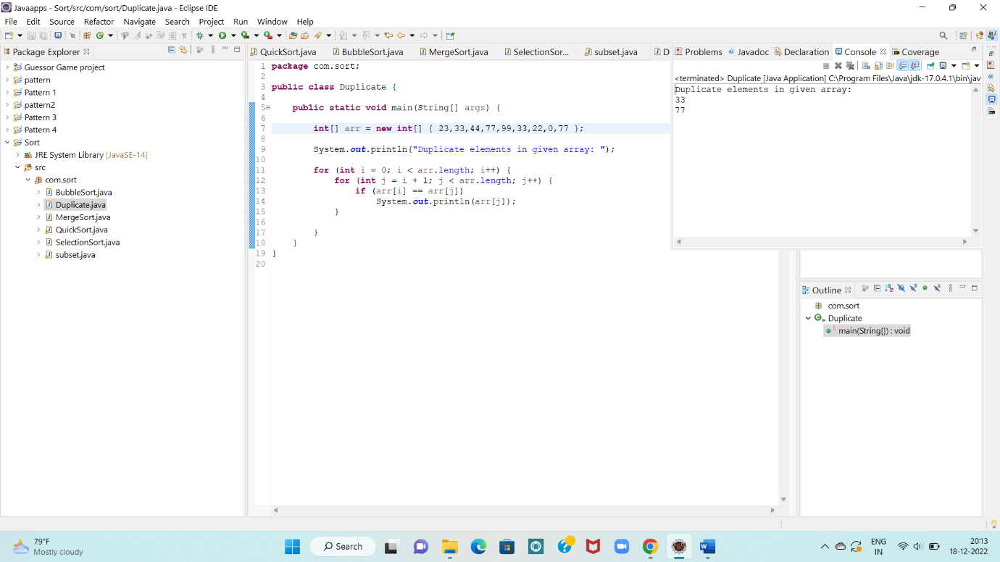 Javaapps - Sort/src/com/sort/Duplicate.java - Eclipse IDE
File Edit Source Refactor Navigate Search Project Run Window Help
Package Explorer
Guessor Game project
pattern
Pattern 1
pattern2
Pattern 3
Pattern 4
Sort
JRE System Library [JavaSE-14]
src
com.sort
BubbleSort.java
Duplicate.java
MergeSort.java
QuickSort.java
SelectionSort.java
subset.java
QuickSort.java BubbleSort.java MergeSort.java SelectionSor... subset.java D
1 package com.sort;
2
3 public class Duplicate {
4
5 public static void main(String[] args) {
6
7 int[] arr = new int[] { 23,33,44,77,99,33,22,0,77 };
8
9 System.out.println("Duplicate elements in given array: ");
10
11 for (int i = 0; i < arr.length; i++) {
12 for (int j = i + 1; j < arr.length; j++) {
13 if (arr[i] == arr[j])
14 System.out.println(arr[j]);
15 }
16
17 }
18 }
19 }
20
Problems Javadoc Declaration Console Coverage
<terminated> Duplicate [Java Application] C:\Program Files\Java\jdk-17.0.4.1\bin\jav
Duplicate elements in given array:
33
77
Outline
com.sort
Duplicate
main(String[]) : void
79°F
Mostly cloudy
Search
ENG
IN
20:13
18-12-2022